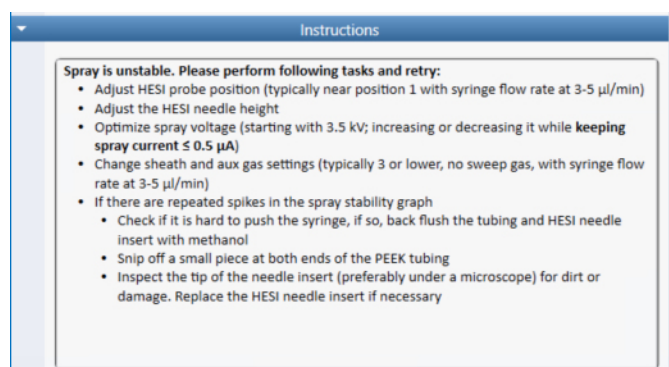 Instructions
Spray is unstable. Please perform following tasks and retry:
• Adjust HESI probe position (typically near position 1 with syringe flow rate at 3-5 µl/min)
• Adjust the HESI needle height
• Optimize spray voltage (starting with 3.5 kV; increasing or decreasing it while keeping
spray current ≤ 0.5 µA)
• Change sheath and aux gas settings (typically 3 or lower, no sweep gas, with syringe flow
rate at 3-5 µl/min)
• If there are repeated spikes in the spray stability graph
• Check if it is hard to push the syringe, if so, back flush the tubing and HESI needle
insert with methanol
• Snip off a small piece at both ends of the PEEK tubing
• Inspect the tip of the needle insert (preferably under a microscope) for dirt or
damage. Replace the HESI needle insert if necessary